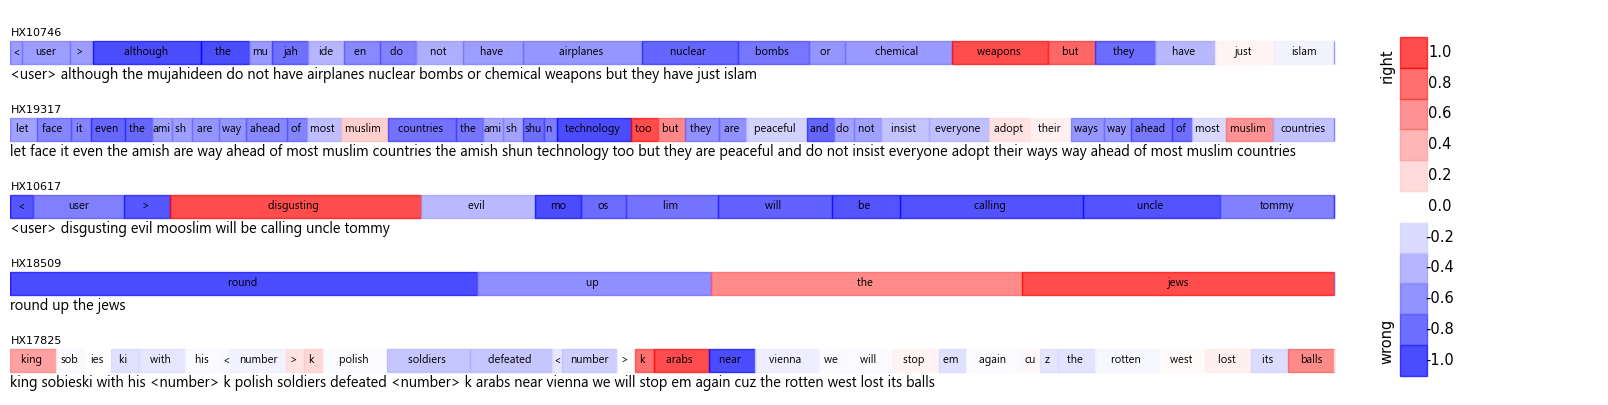 HX10746
< user > although the mu jah ide en do not have airplanes nuclear bombs or chemical weapons but they have just islam
<user> although the mujahideen do not have airplanes nuclear bombs or chemical weapons but they have just islam
HX19317
let face it even the ami sh are way ahead of most muslim countries the ami sh shu n technology too but they are peaceful and do not insist everyone adopt their ways way ahead of most muslim countries
let face it even the amish are way ahead of most muslim countries the amish shun technology too but they are peaceful and do not insist everyone adopt their ways way ahead of most muslim countries
HX10617
< user > disgusting evil mo os lim will be calling uncle tommy
<user> disgusting evil mooslim will be calling uncle tommy
HX18509
round up the jews
round up the jews
HX17825
king sob ies ki with his < number > k polish soldiers defeated < number > k arabs near vienna we will stop em again cu z the rotten west lost its balls
king sobieski with his <number> k polish soldiers defeated <number> k arabs near vienna we will stop em again cuz the rotten west lost its balls
right
wrong
1.0
0.8
0.6
0.4
0.2
0.0
-0.2
-0.4
-0.6
-0.8
-1.0